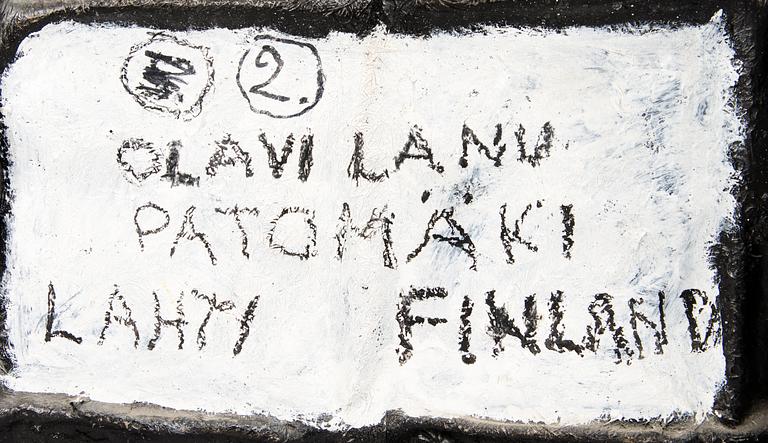 2.
OLAVI LANU
PATOMÄKI
LAHTI FINLAND